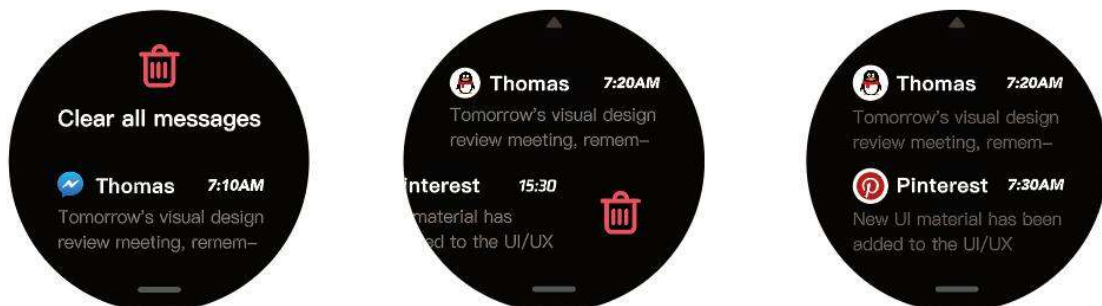 Clear all messages
Thomas 7:10AM
Tomorrow's visual design
review meeting, remem-
Thomas 7:20AM
Tomorrow's visual design
review meeting, remem-
interest 15:30
material has
ed to the UI/UX
Thomas 7:20AM
Tomorrow's visual design
review meeting, remem-
Pinterest 7:30AM
New UI material has been
added to the UI/UX